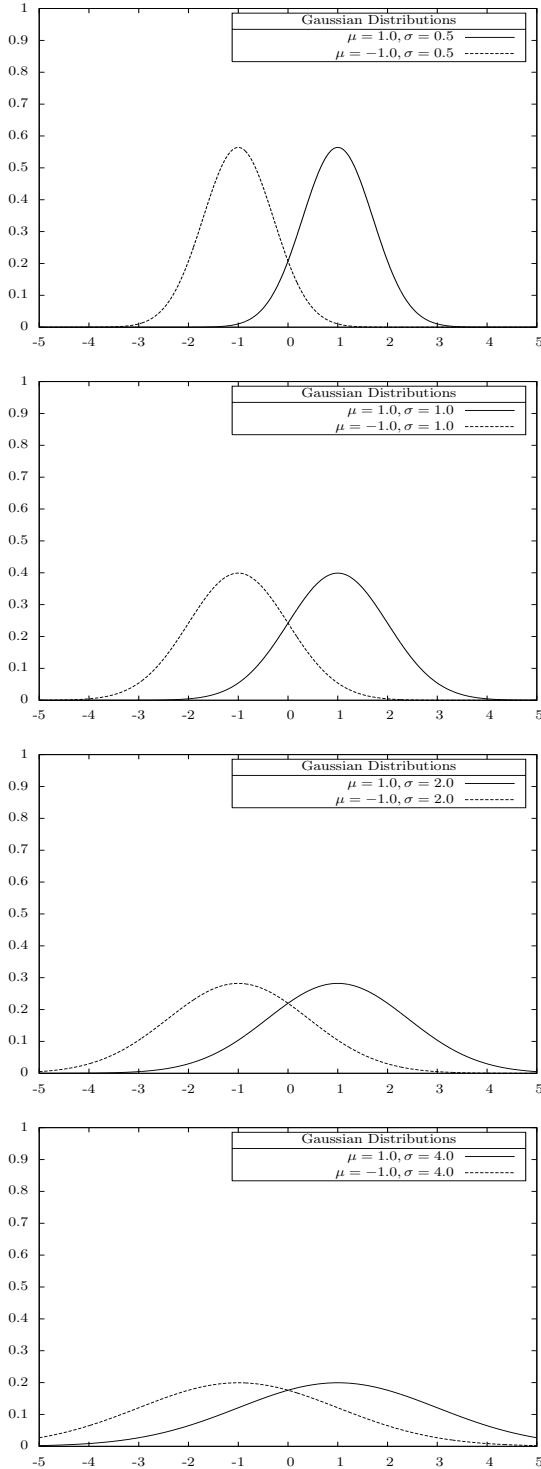 1
0.9
0.8
0.7
0.6
0.5
0.4
0.3
0.2
0.1
0
-5 -4 -3 -2 -1 0 1 2 3 4 5
Gaussian Distributions
μ = 1.0, σ = 0.5
μ = −1.0, σ = 0.5
1
0.9
0.8
0.7
0.6
0.5
0.4
0.3
0.2
0.1
0
-5 -4 -3 -2 -1 0 1 2 3 4 5
Gaussian Distributions
μ = 1.0, σ = 1.0
μ = −1.0, σ = 1.0
1
0.9
0.8
0.7
0.6
0.5
0.4
0.3
0.2
0.1
0
-5 -4 -3 -2 -1 0 1 2 3 4 5
Gaussian Distributions
μ = 1.0, σ = 2.0
μ = −1.0, σ = 2.0
1
0.9
0.8
0.7
0.6
0.5
0.4
0.3
0.2
0.1
0
-5 -4 -3 -2 -1 0 1 2 3 4 5
Gaussian Distributions
μ = 1.0, σ = 4.0
μ = −1.0, σ = 4.0